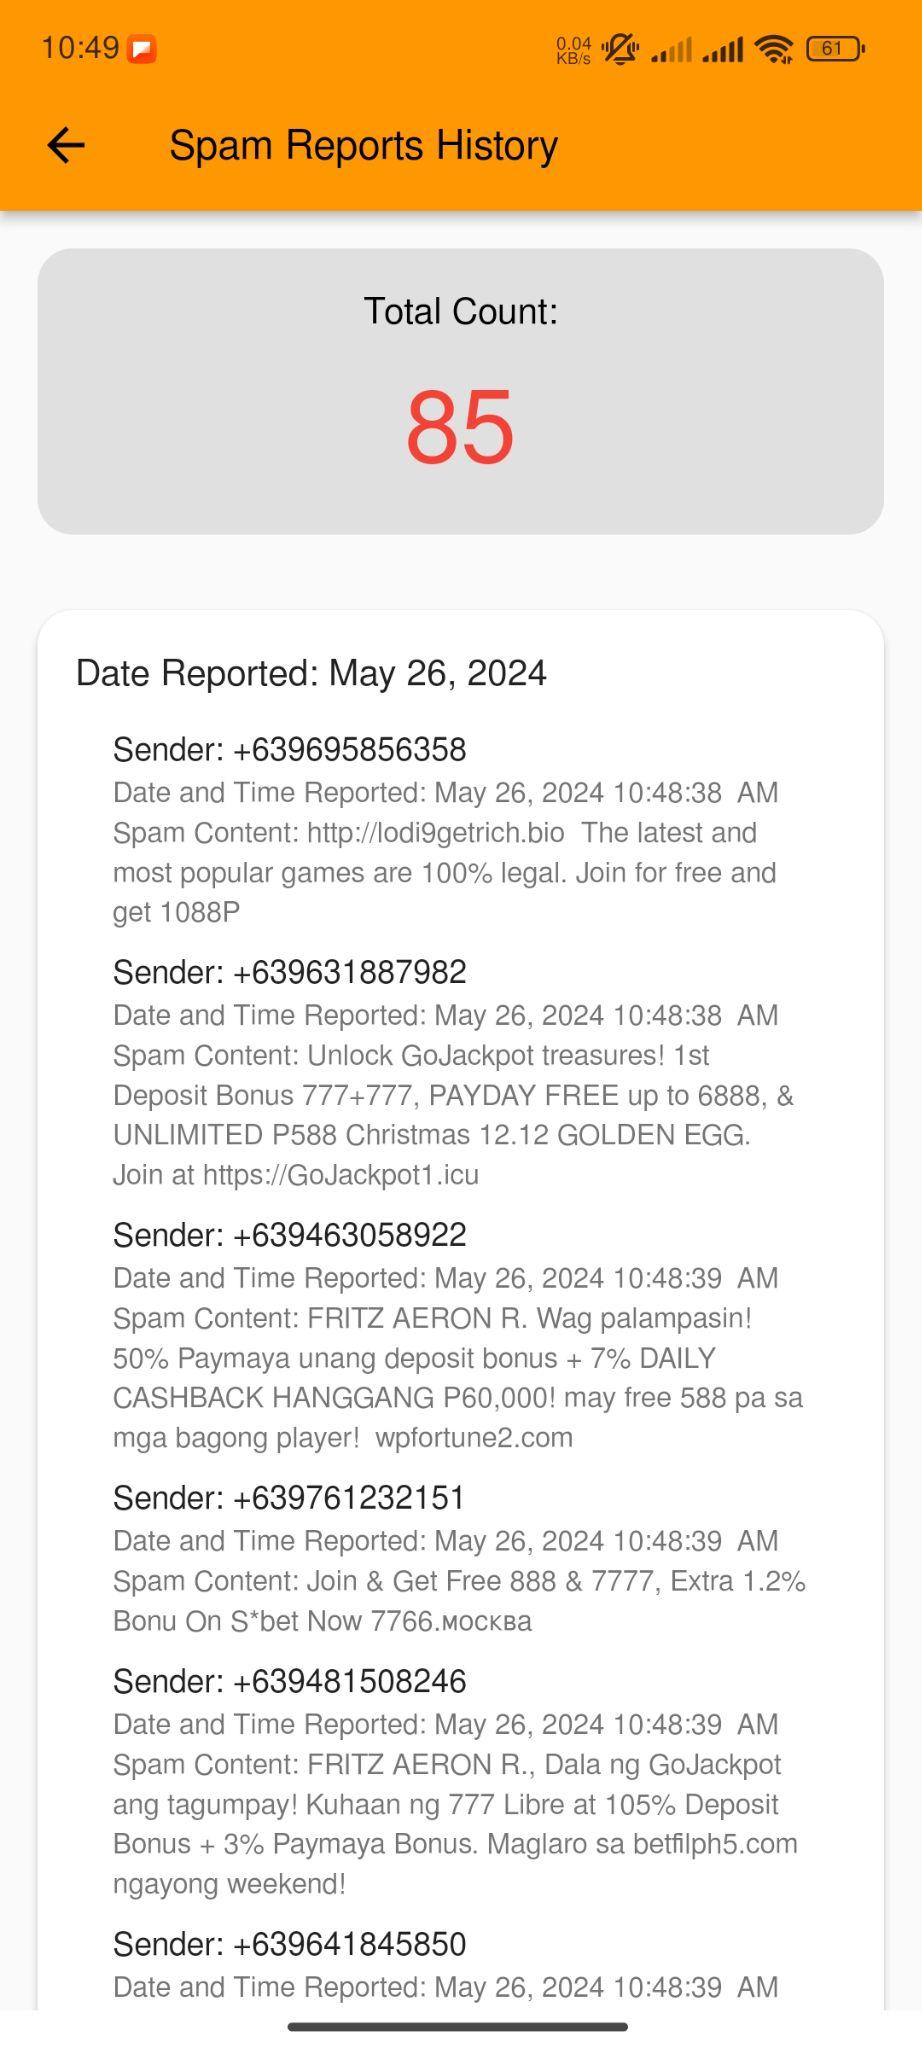 10:49
0.04
KB/s
61
Spam Reports History
Total Count:
85
Date Reported: May 26, 2024
Sender: +639695856358
Date and Time Reported: May 26, 2024 10:48:38  AM
Spam Content: http://lodi9getrich.bio  The latest and
most popular games are 100% legal. Join for free and
get 1088P
Sender: +639631887982
Date and Time Reported: May 26, 2024 10:48:38  AM
Spam Content: Unlock GoJackpot treasures! 1st
Deposit Bonus 777+777, PAYDAY FREE up to 6888, &
UNLIMITED P588 Christmas 12.12 GOLDEN EGG.
Join at https://GoJackpot1.icu
Sender: +639463058922
Date and Time Reported: May 26, 2024 10:48:39  AM
Spam Content: FRITZ AERON R. Wag palampasin!
50% Paymaya unang deposit bonus + 7% DAILY
CASHBACK HANGGANG P60,000! may free 588 pa sa
mga bagong player!  wpfortune2.com
Sender: +639761232151
Date and Time Reported: May 26, 2024 10:48:39  AM
Spam Content: Join & Get Free 888 & 7777, Extra 1.2%
Bonu On S*bet Now 7766.москва
Sender: +639481508246
Date and Time Reported: May 26, 2024 10:48:39  AM
Spam Content: FRITZ AERON R., Dala ng GoJackpot
ang tagumpay! Kuhaan ng 777 Libre at 105% Deposit
Bonus + 3% Paymaya Bonus. Maglaro sa betfilph5.com
ngayong weekend!
Sender: +639641845850
Date and Time Reported: May 26, 2024 10:48:39  AM